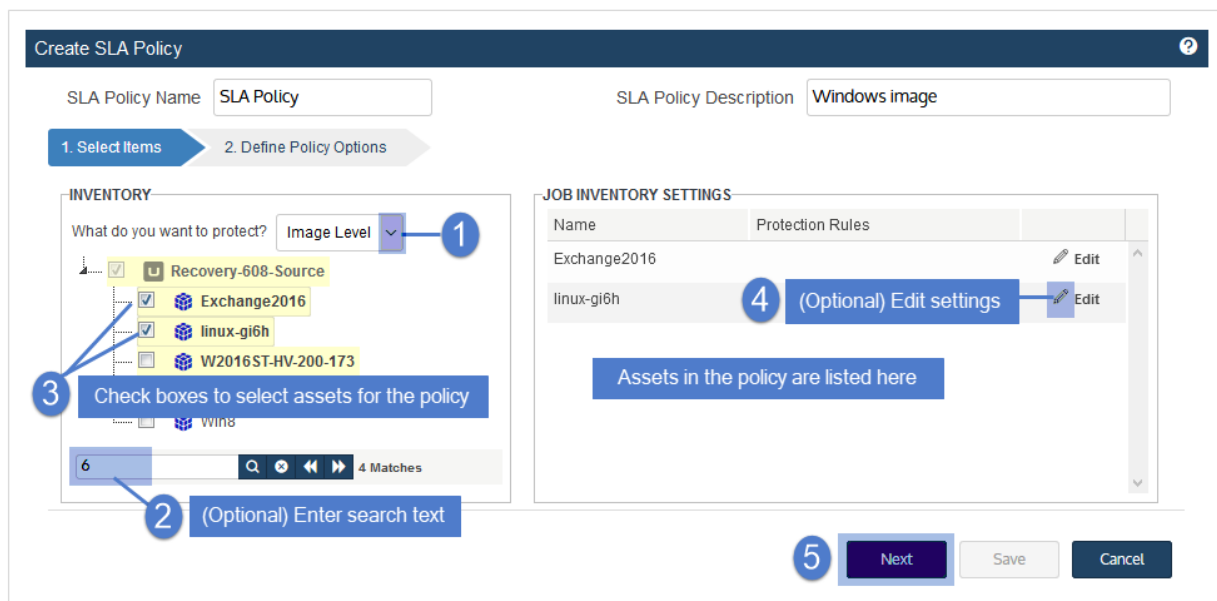 Create SLA Policy
SLA Policy Name SLA Policy SLA Policy Description Windows image
1. Select Items 2. Define Policy Options
INVENTORY
What do you want to protect? Image Level 1
Recovery-608-Source
Exchange2016
linux-gi6h
W2016ST-HV-200-173
3 Check boxes to select assets for the policy
Win8
6 4 Matches
2 (Optional) Enter search text
JOB INVENTORY SETTINGS
Name Protection Rules
Exchange2016 Edit
linux-gi6h 4 (Optional) Edit settings Edit
Assets in the policy are listed here
5 Next Save Cancel